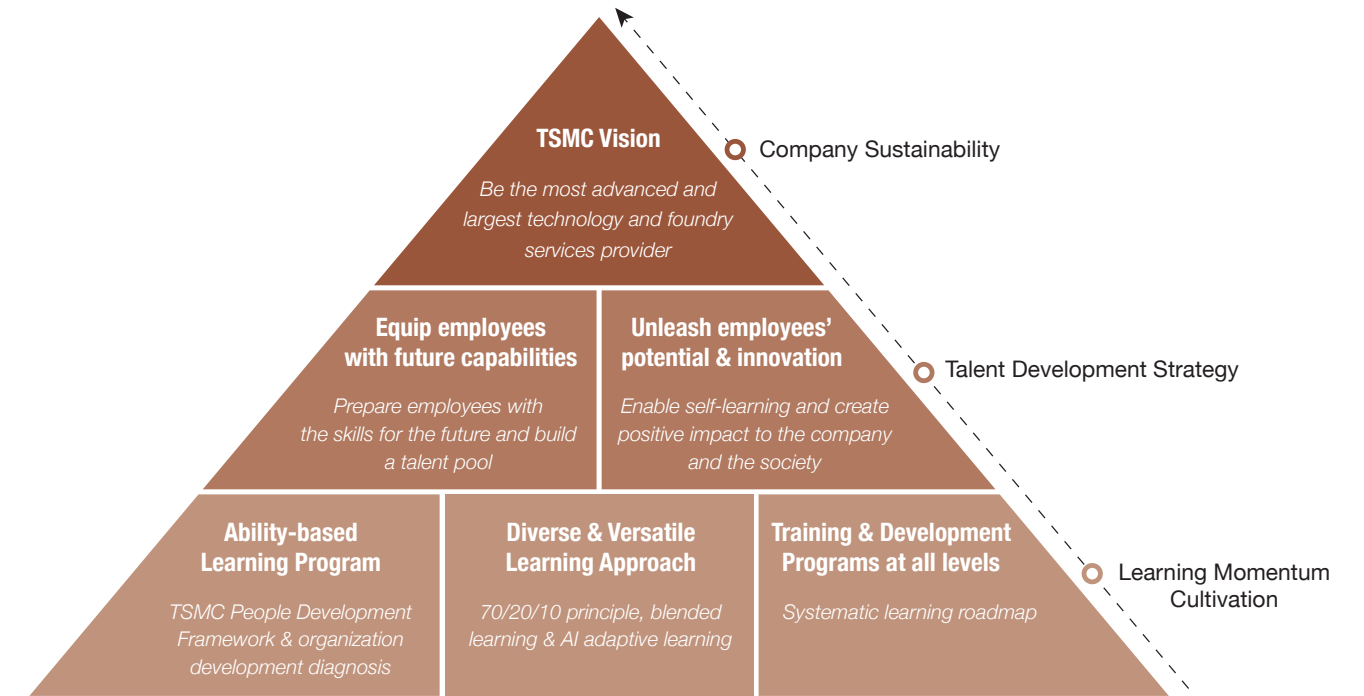 TSMC Vision
Be the most advanced and
largest technology and foundry
services provider
Company Sustainability
Equip employees
with future capabilities
Prepare employees with
the skills for the future and build
a talent pool
Unleash employees’
potential & innovation
Enable self-learning and create
positive impact to the company
and the society
Talent Development Strategy
Ability-based
Learning Program
TSMC People Development
Framework & organization
development diagnosis
Diverse & Versatile
Learning Approach
70/20/10 principle, blended
learning & AI adaptive learning
Training & Development
Programs at all levels
Systematic learning roadmap
Learning Momentum
Cultivation